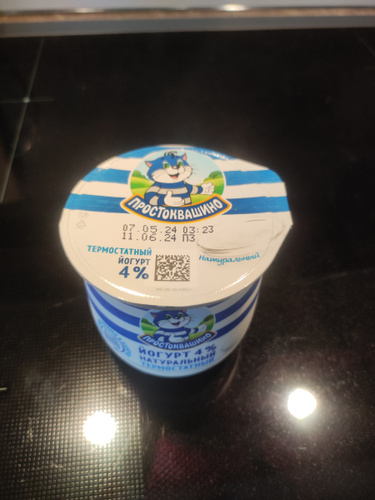 ПРОСТОКВАШИНО
07.05.24 03:23
11.06.24 П3
ТЕРМОСТАТНЫЙ
ЙОГУРТ
4%
натуральный
ПРОСТОКВАШИНО
ЙОГУРТ 4%
НАТУРАЛЬНЫЙ
ТЕРМОСТАТНЫЙ